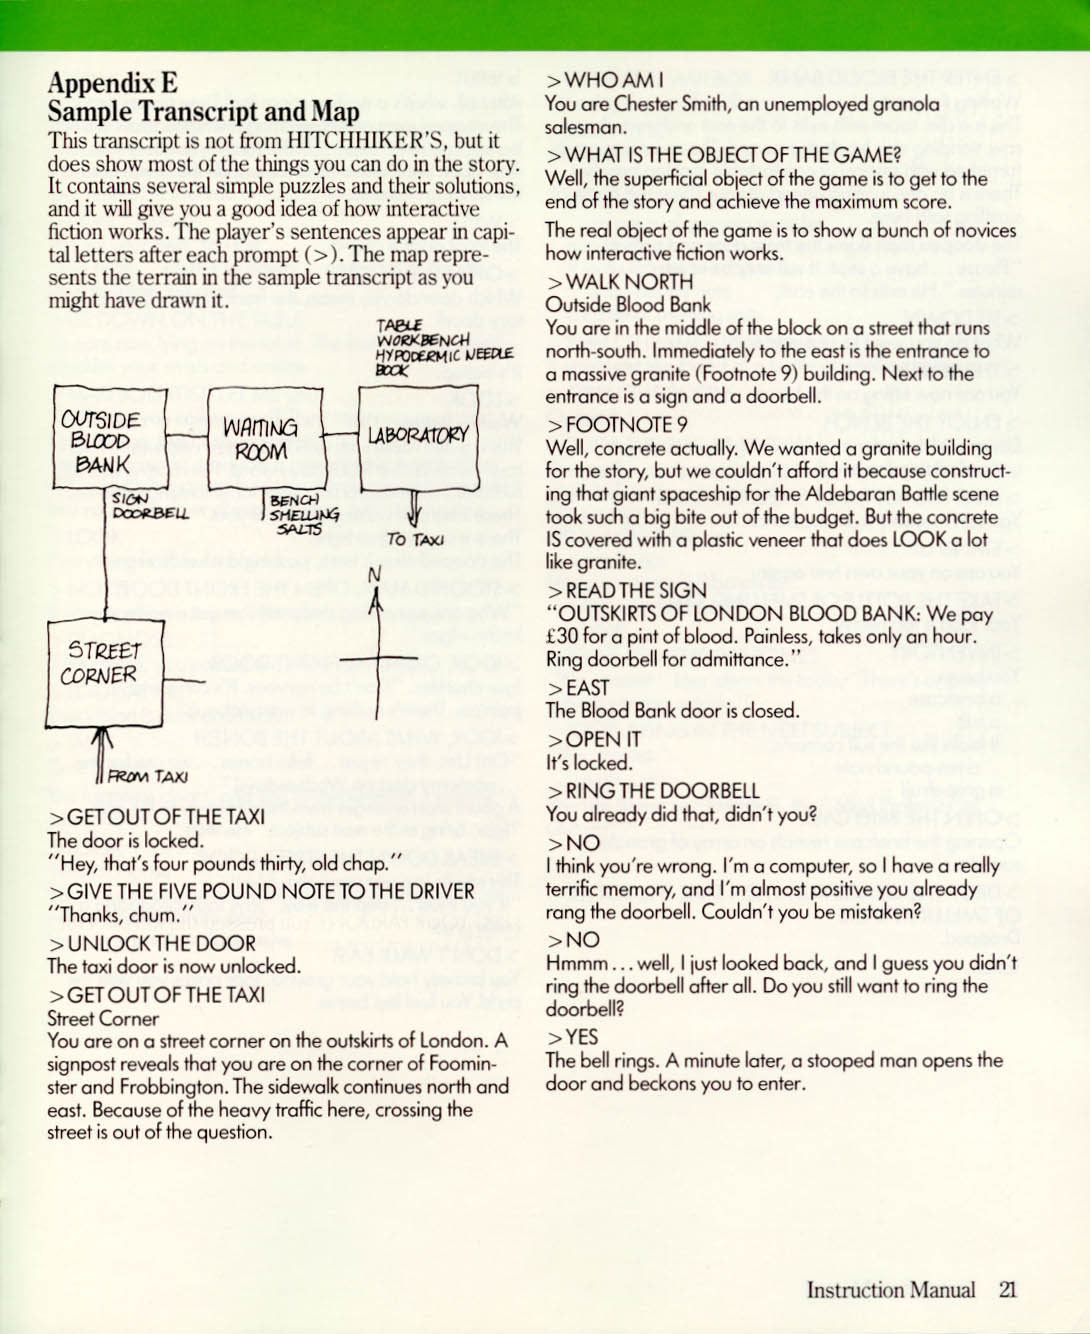 Appendix E
Sample Transcript and Map
This transcript is not from HITCHHIKER'S, but it
does show most of the things you can do in the story.
It contains several simple puzzles and their solutions,
and it will give you a good idea of how interactive
fiction works. The player's sentences appear in capi-
tal letters after each prompt (>). The map repre-
sents the terrain in the sample transcript as you
might have drawn it.
TABLE
WORKBENCH
HYPODERMIC NEEDLE
BOOK
OUTSIDE
BLOOD
BANK
WAITING
ROOM
LABORATORY
SIGN
DOORBELL
BENCH
SMELLING
SALTS
TO TAXI
N
STREET
CORNER
FROM TAXI
>GET OUT OF THE TAXI
The door is locked.
"Hey, that's four pounds thirty, old chap."
>GIVE THE FIVE POUND NOTE TO THE DRIVER
"Thanks, chum."
>UNLOCK THE DOOR
The taxi door is now unlocked.
>GET OUT OF THE TAXI
Street Corner
You are on a street corner on the outskirts of London. A
signpost reveals that you are on the corner of Foomin-
ster and Frobbington. The sidewalk continues north and
east. Because of the heavy traffic here, crossing the
street is out of the question.
>WHO AM I
You are Chester Smith, an unemployed granola
salesman.
>WHAT IS THE OBJECT OF THE GAME?
Well, the superficial object of the game is to get to the
end of the story and achieve the maximum score.
The real object of the game is to show a bunch of novices
how interactive fiction works.
>WALK NORTH
Outside Blood Bank
You are in the middle of the block on a street that runs
north-south. Immediately to the east is the entrance to
a massive granite (Footnote 9) building. Next to the
entrance is a sign and a doorbell.
>FOOTNOTE 9
Well, concrete actually. We wanted a granite building
for the story, but we couldn't afford it because construct-
ing that giant spaceship for the Aldebaran Battle scene
took such a big bite out of the budget. But the concrete
IS covered with a plastic veneer that does LOOK a lot
like granite.
>READ THE SIGN
"OUTSKIRTS OF LONDON BLOOD BANK: We pay
£30 for a pint of blood. Painless, takes only an hour.
Ring doorbell for admittance."
>EAST
The Blood Bank door is closed.
>OPEN IT
It's locked.
>RING THE DOORBELL
You already did that, didn't you?
>NO
I think you're wrong. I'm a computer, so I have a really
terrific memory, and I'm almost positive you already
rang the doorbell. Couldn't you be mistaken?
>NO
Hmmm . . . well, I just looked back, and I guess you didn't
ring the doorbell after all. Do you still want to ring the
doorbell?
>YES
The bell rings. A minute later, a stooped man opens the
door and beckons you to enter.
Instruction Manual 21